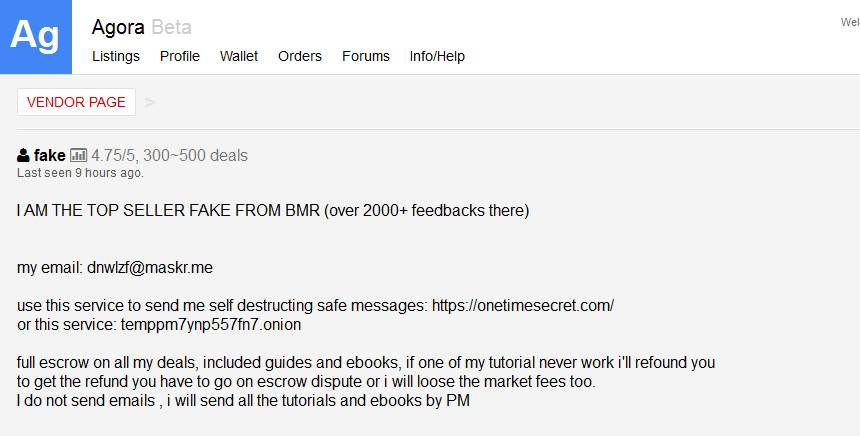 Ag
Agora Beta
Wel
Listings Profile Wallet Orders Forums Info/Help
VENDOR PAGE >
fake 4.75/5, 300~500 deals
Last seen 9 hours ago.
I AM THE TOP SELLER FAKE FROM BMR (over 2000+ feedbacks there)
my email: dnwlzf@maskr.me
use this service to send me self destructing safe messages: https://onetimesecret.com/
or this service: temppm7ynp557fn7.onion
full escrow on all my deals, included guides and ebooks, if one of my tutorial never work i'll refound you
to get the refund you have to go on escrow dispute or i will loose the market fees too.
I do not send emails , i will send all the tutorials and ebooks by PM